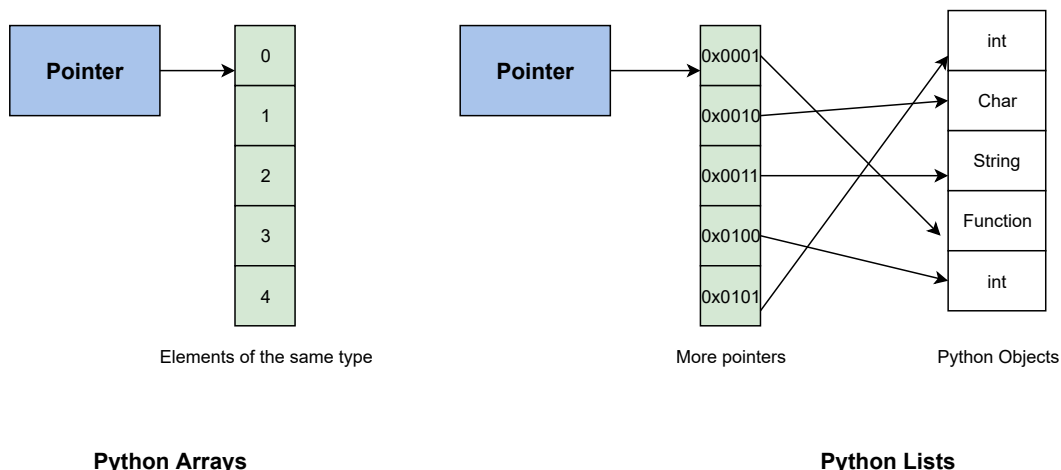 Pointer
0
1
2
3
4
Elements of the same type
Python Arrays
Pointer
0x0001
0x0010
0x0011
0x0100
0x0101
More pointers
int
Char
String
Function
int
Python Objects
Python Lists